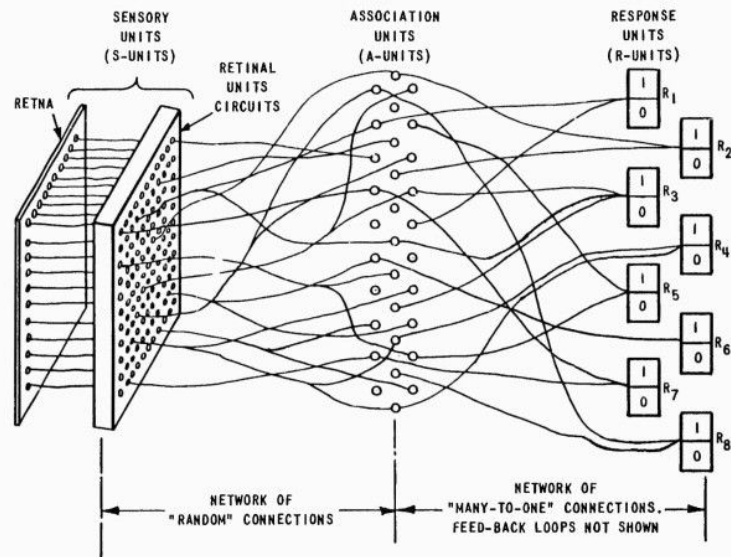 SENSORY
UNITS
(S-UNITS)
ASSOCIATION
UNITS
(A-UNITS)
RESPONSE
UNITS
(R-UNITS)
RETNA
RETINAL
UNITS
CIRCUITS
1
0
R1
1
0
R2
1
0
R3
1
0
R4
1
0
R5
1
0
R6
1
0
R7
1
0
R8
NETWORK OF
"RANDOM" CONNECTIONS
NETWORK OF
"MANY-TO-ONE" CONNECTIONS.
FEED-BACK LOOPS NOT SHOWN